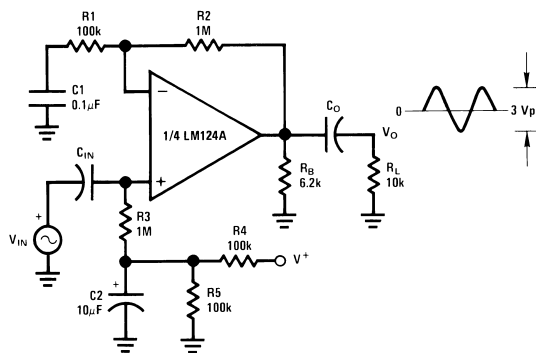 R1
100k
R2
1M
C1
0.1μF
1/4 LM124A
−
+
CIN
+
VIN
R3
1M
R4
100k
V+
+
C2
10μF
R5
100k
CO
VO
RB
6.2k
RL
10k
0
3 Vp